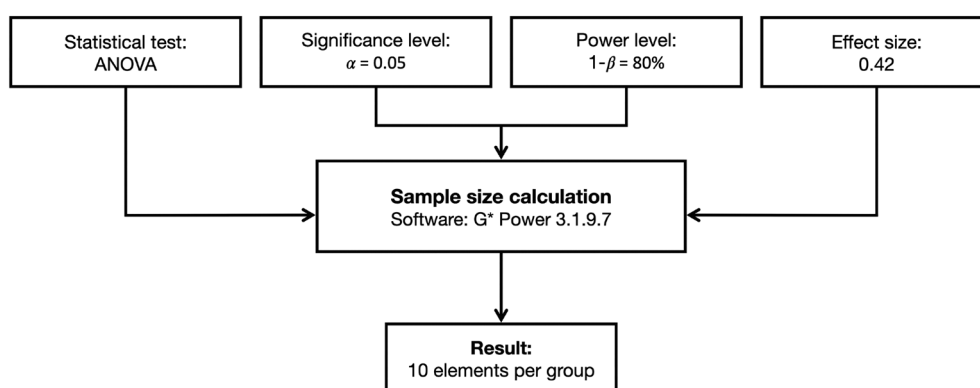 Statistical test:
ANOVA
Significance level:
α = 0.05
Power level:
1-β = 80%
Effect size:
0.42
Sample size calculation
Software: G* Power 3.1.9.7
Result:
10 elements per group